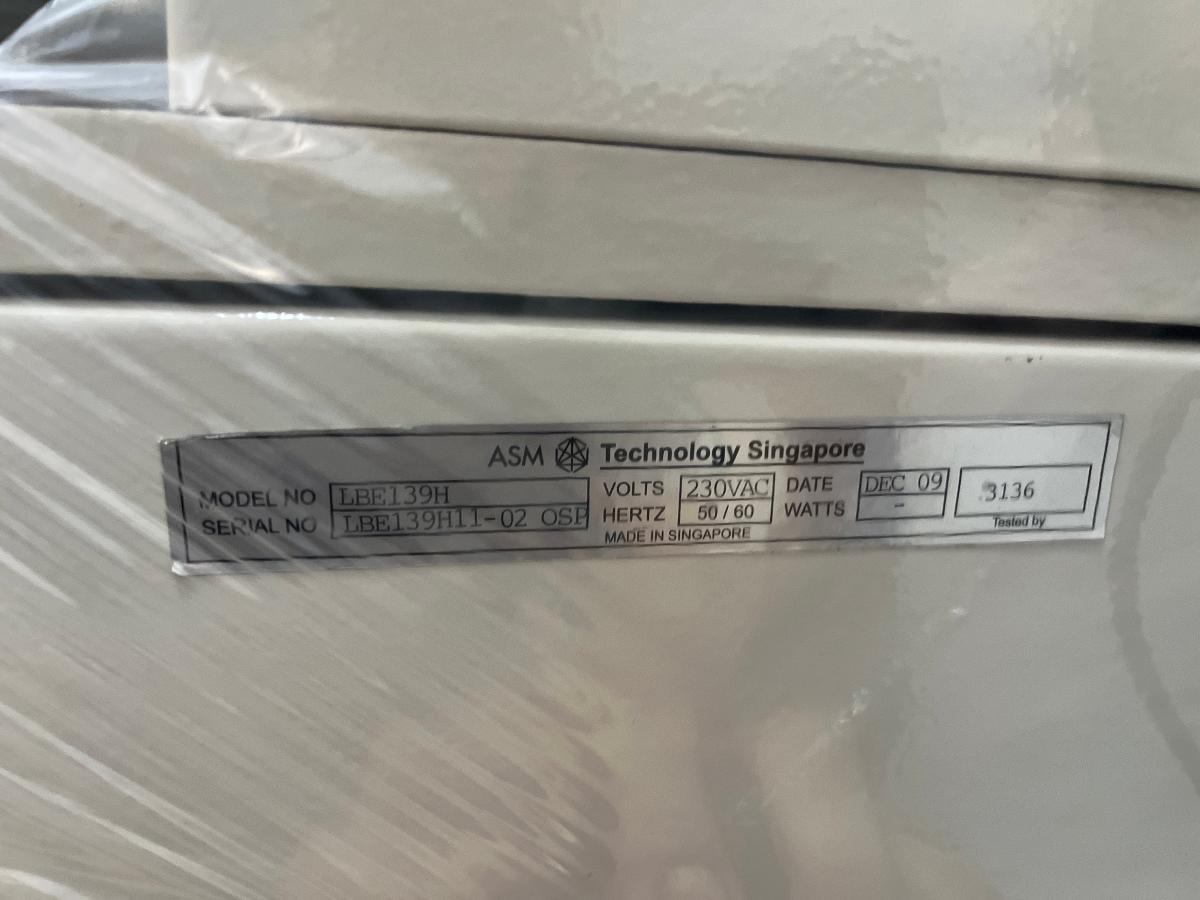 ASM Technology Singapore
MODEL NO LBE139H VOLTS 230VAC DATE DEC 09 3136
SERIAL NO LBE139H11-02 OSP HERTZ 50 / 60 WATTS - Tested by
MADE IN SINGAPORE